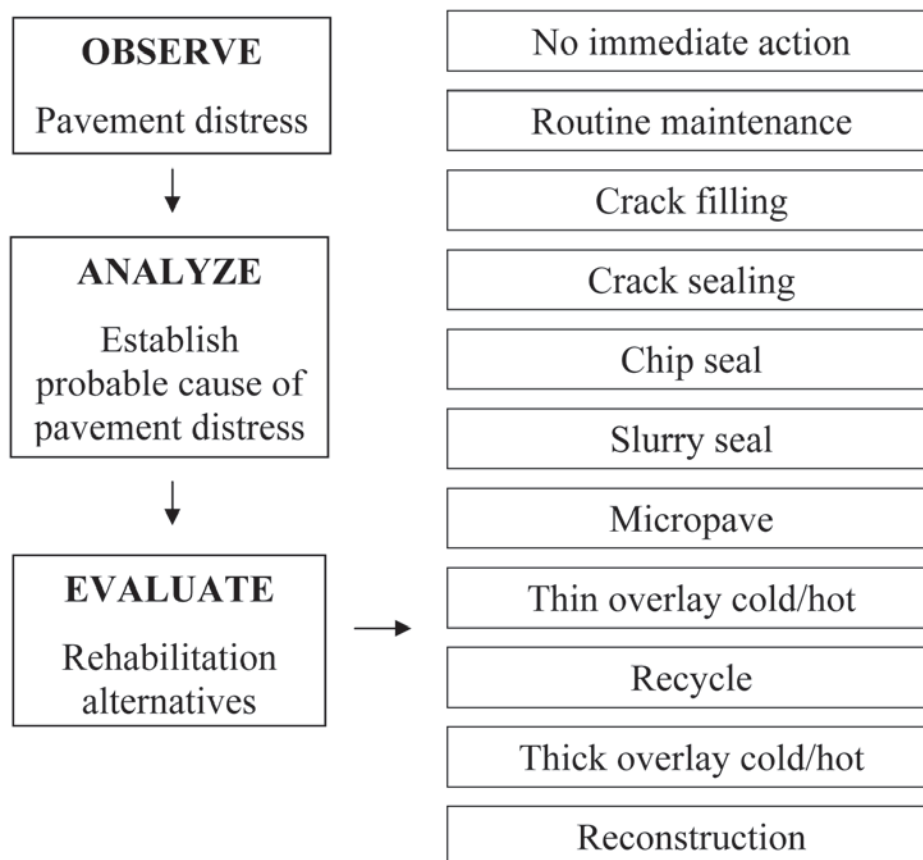 OBSERVE
Pavement distress
ANALYZE
Establish
probable cause of
pavement distress
EVALUATE
Rehabilitation
alternatives
No immediate action
Routine maintenance
Crack filling
Crack sealing
Chip seal
Slurry seal
Micropave
Thin overlay cold/hot
Recycle
Thick overlay cold/hot
Reconstruction